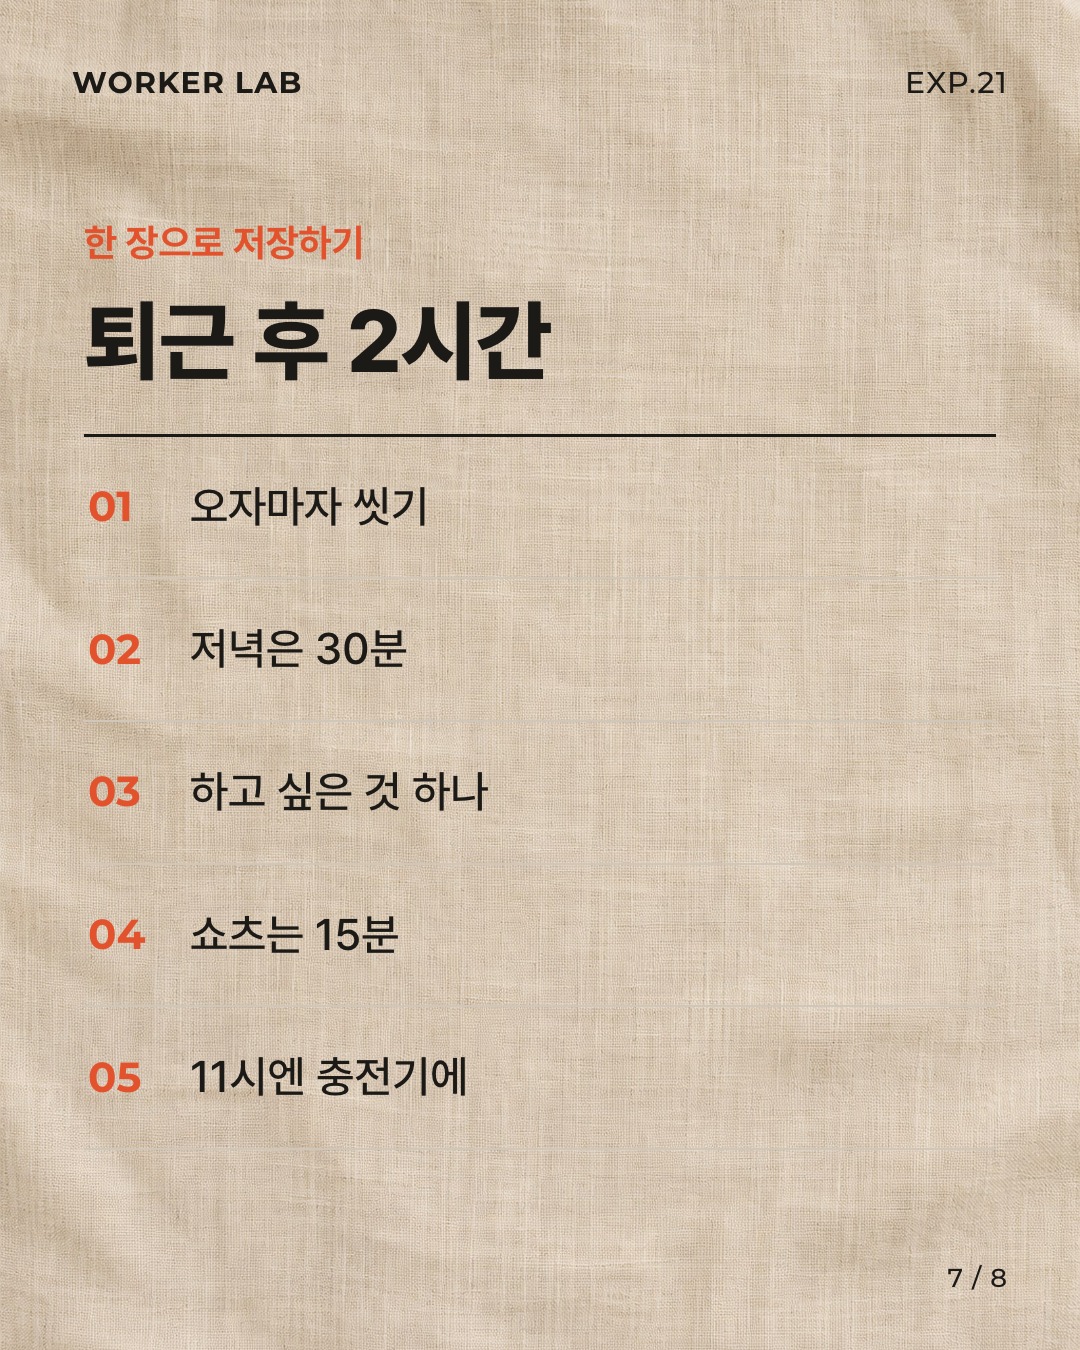 WORKER LAB
EXP.21
한 장으로 저장하기
퇴근 후 2시간
01 오자마자 씻기
02 저녁은 30분
03 하고 싶은 것 하나
04 쇼츠는 15분
05 11시엔 충전기에
7 / 8